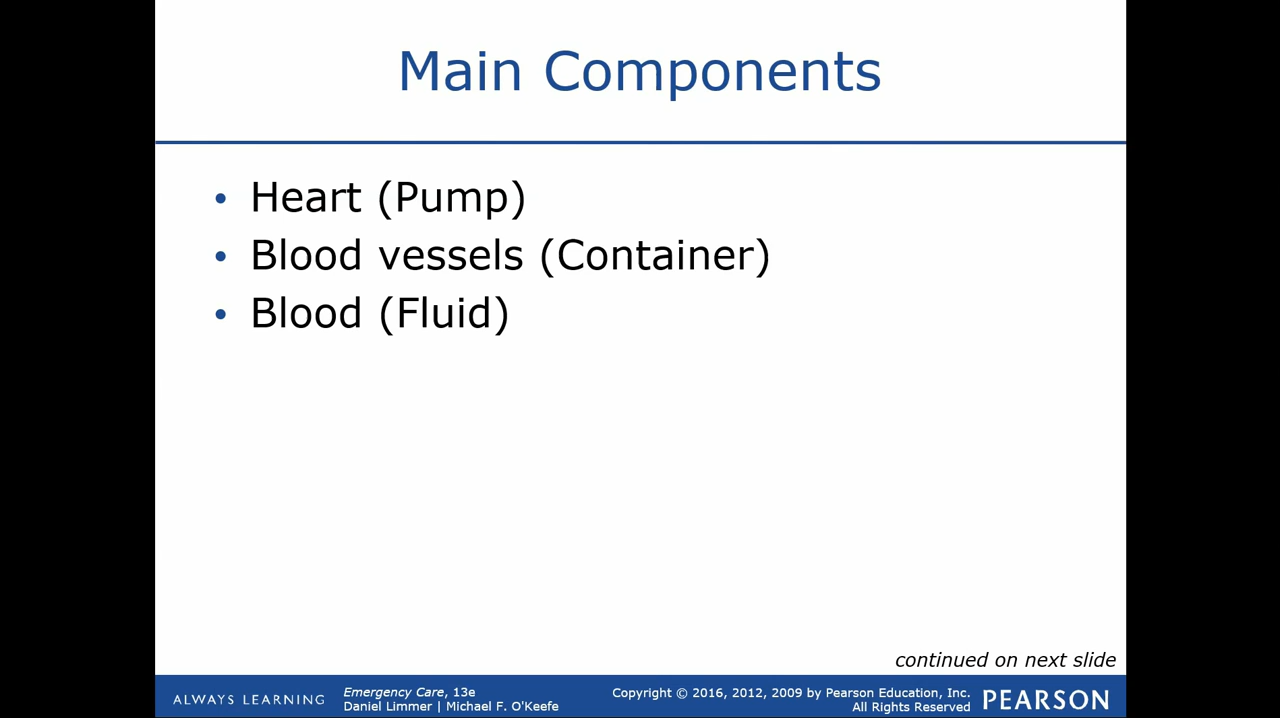 Main Components
• Heart (Pump)
• Blood vessels (Container)
• Blood (Fluid)
continued on next slide
ALWAYS LEARNING
Emergency Care, 13e
Daniel Limmer | Michael F. O'Keefe
Copyright © 2016, 2012, 2009 by Pearson Education, Inc.
All Rights Reserved
PEARSON